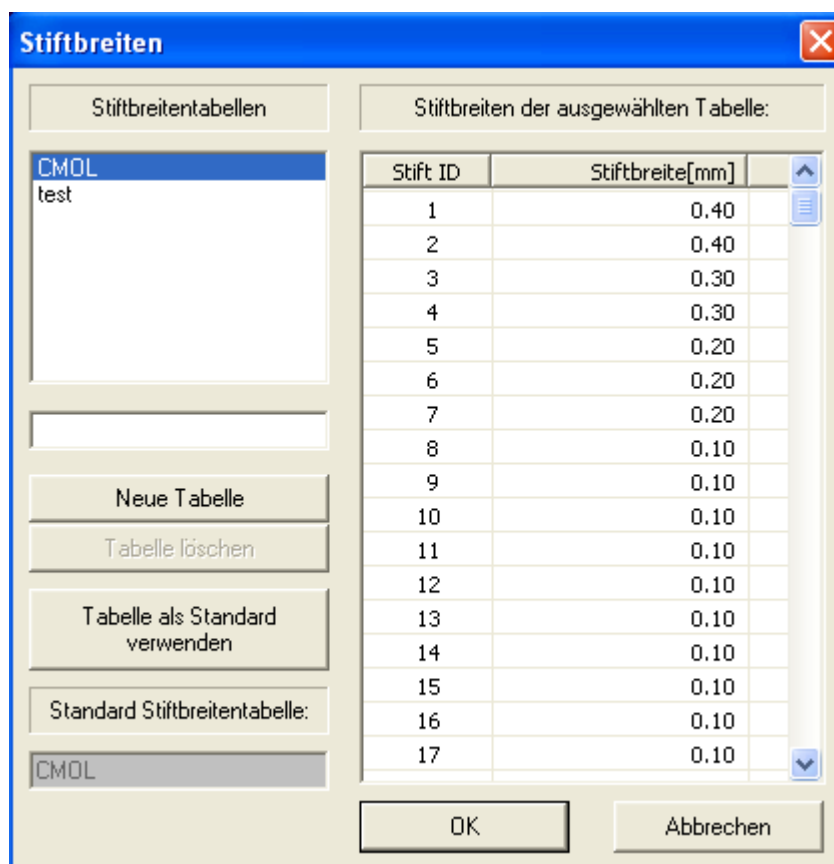 Stiftbreiten
Stiftbreitentabellen
CMOL
test
Neue Tabelle
Tabelle löschen
Tabelle als Standard
verwenden
Standard Stiftbreitentabelle:
CMOL
Stiftbreiten der ausgewählten Tabelle:
Stift ID Stiftbreite[mm]
1 0.40
2 0.40
3 0.30
4 0.30
5 0.20
6 0.20
7 0.20
8 0.10
9 0.10
10 0.10
11 0.10
12 0.10
13 0.10
14 0.10
15 0.10
16 0.10
17 0.10
OK Abbrechen